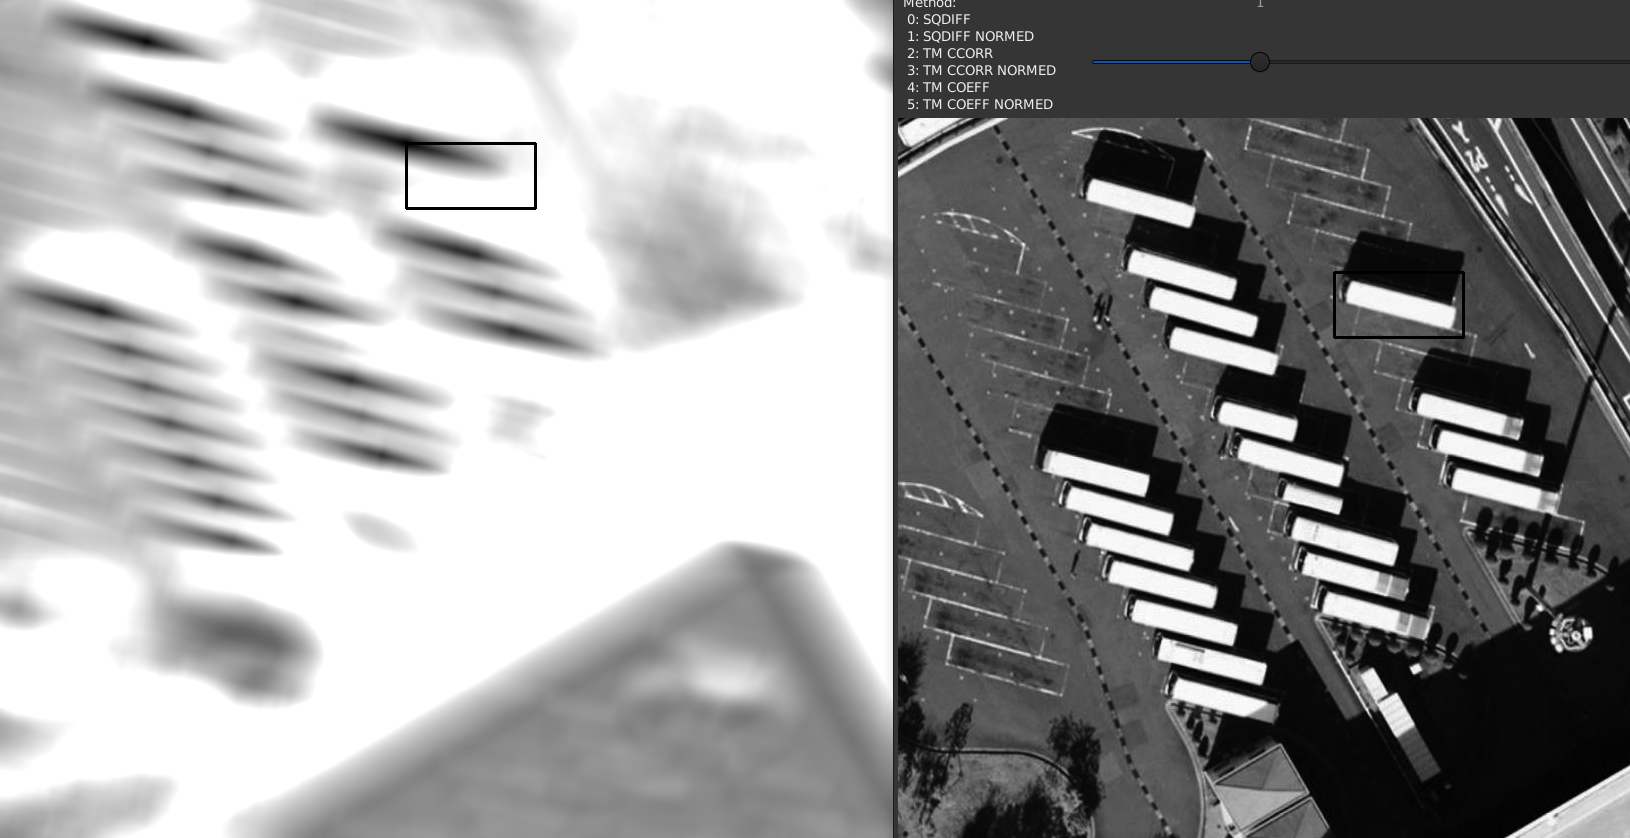 Method:
1
0: SQDIFF
1: SQDIFF NORMED
2: TM CCORR
3: TM CCORR NORMED
4: TM COEFF
5: TM COEFF NORMED